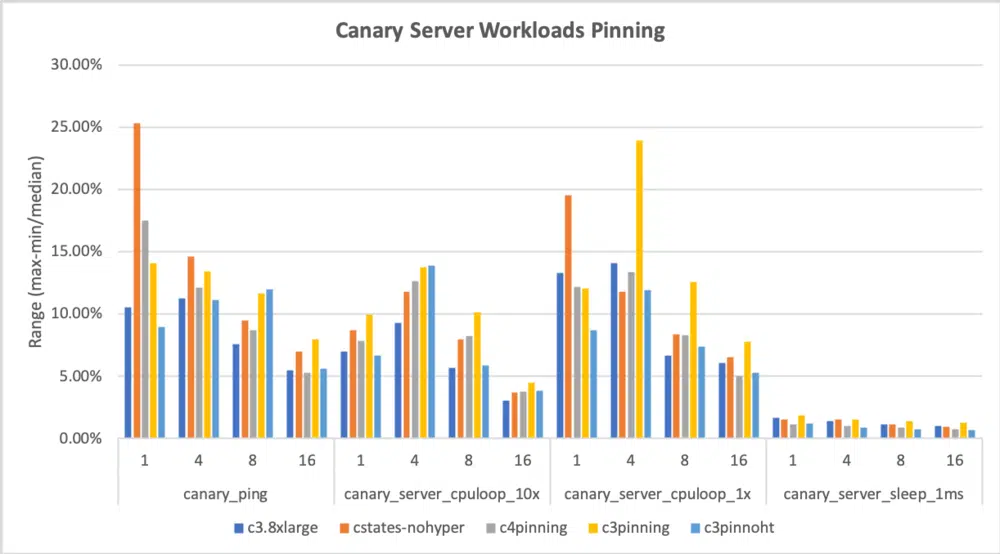 Canary Server Workloads Pinning
30.00%
25.00%
20.00%
15.00%
10.00%
5.00%
0.00%
Range (max-min/median)
1 4 8 16 1 4 8 16 1 4 8 16 1 4 8 16
canary_ping canary_server_cpuloop_10x canary_server_cpuloop_1x canary_server_sleep_1ms
c3.8xlarge cstates-nohyper c4pinning c3pinning c3pinnoht